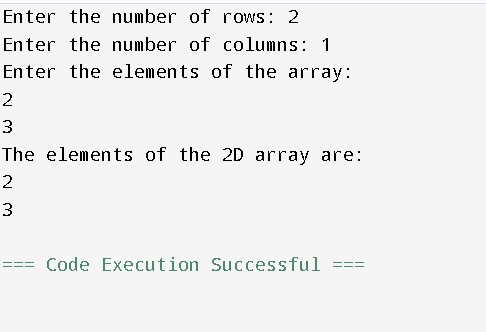 Enter the number of rows: 2
Enter the number of columns: 1
Enter the elements of the array:
2
3
The elements of the 2D array are:
2
3
=== Code Execution Successful ===